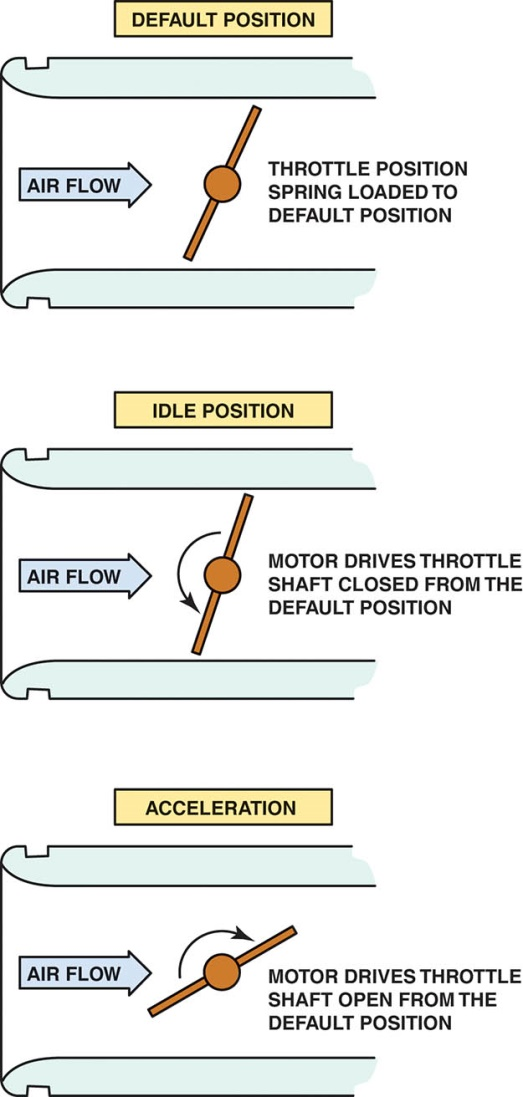 DEFAULT POSITION
AIR FLOW
THROTTLE POSITION
SPRING LOADED TO
DEFAULT POSITION
IDLE POSITION
AIR FLOW
MOTOR DRIVES THROTTLE
SHAFT CLOSED FROM THE
DEFAULT POSITION
ACCELERATION
AIR FLOW
MOTOR DRIVES THROTTLE
SHAFT OPEN FROM THE
DEFAULT POSITION